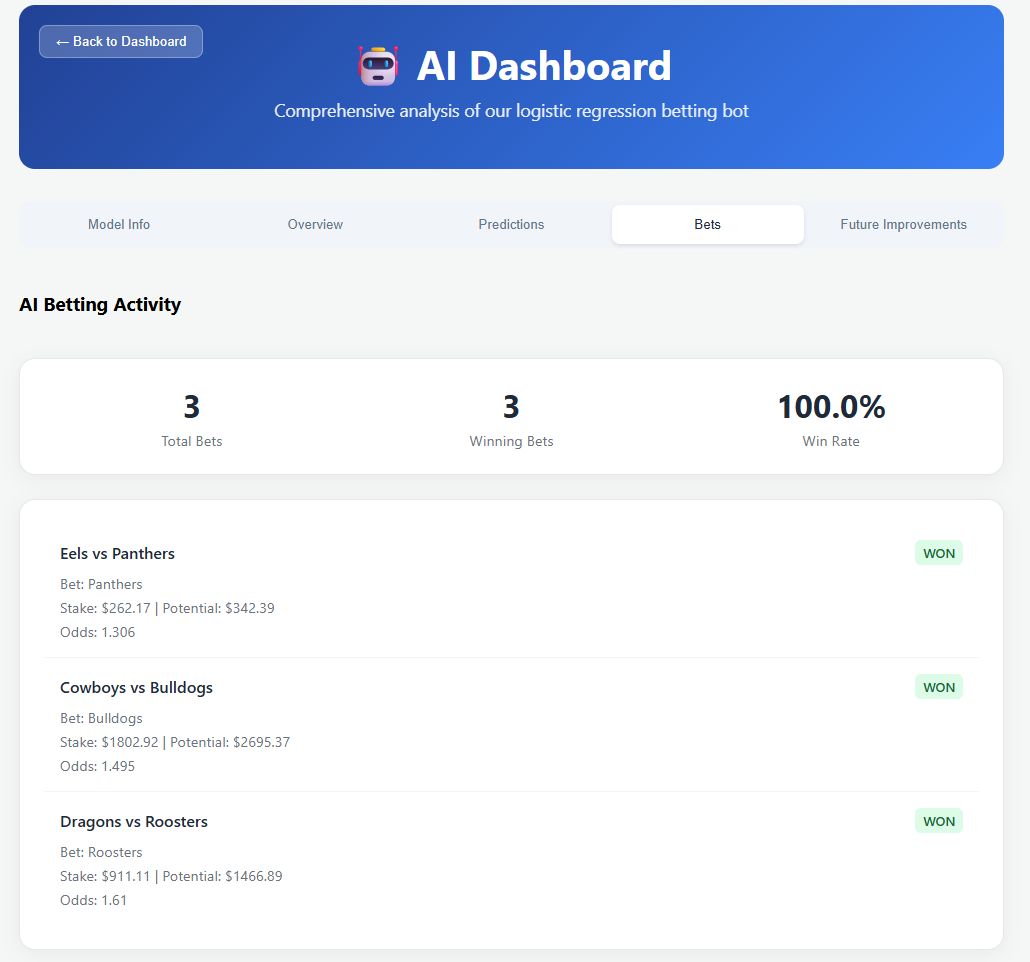 ← Back to Dashboard
AI Dashboard
Comprehensive analysis of our logistic regression betting bot
Model Info
Overview
Predictions
Bets
Future Improvements
AI Betting Activity
3
Total Bets
3
Winning Bets
100.0%
Win Rate
Eels vs Panthers
WON
Bet: Panthers
Stake: $262.17 | Potential: $342.39
Odds: 1.306
Cowboys vs Bulldogs
WON
Bet: Bulldogs
Stake: $1802.92 | Potential: $2695.37
Odds: 1.495
Dragons vs Roosters
WON
Bet: Roosters
Stake: $911.11 | Potential: $1466.89
Odds: 1.61